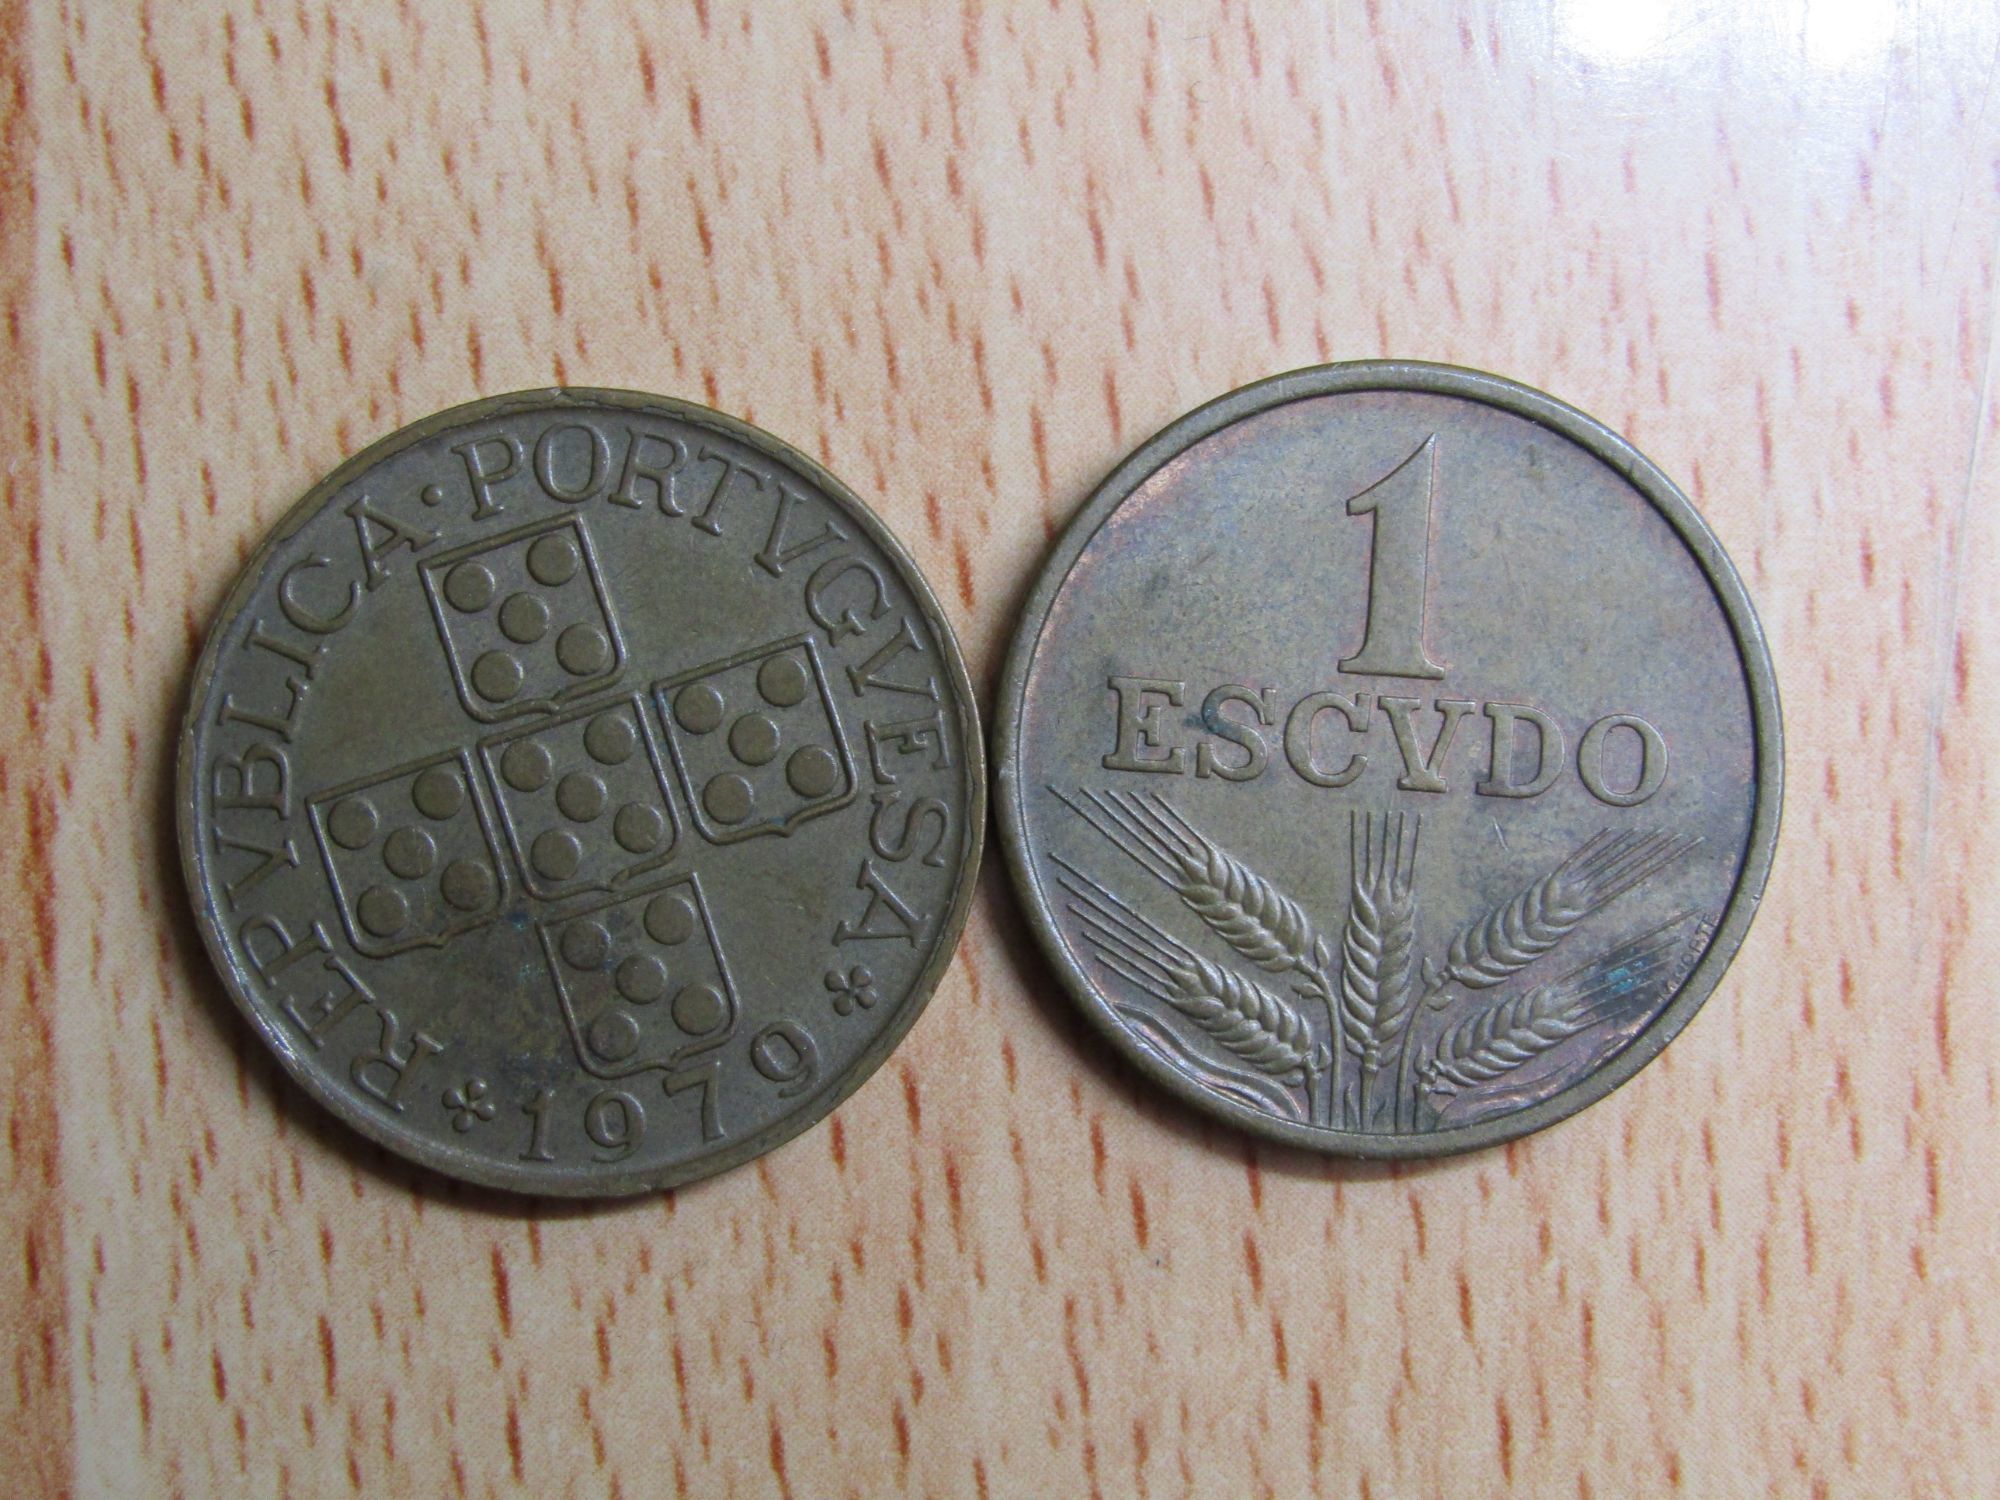 REPVBLICA · PORTVGVESA
1979
1
ESCVDO